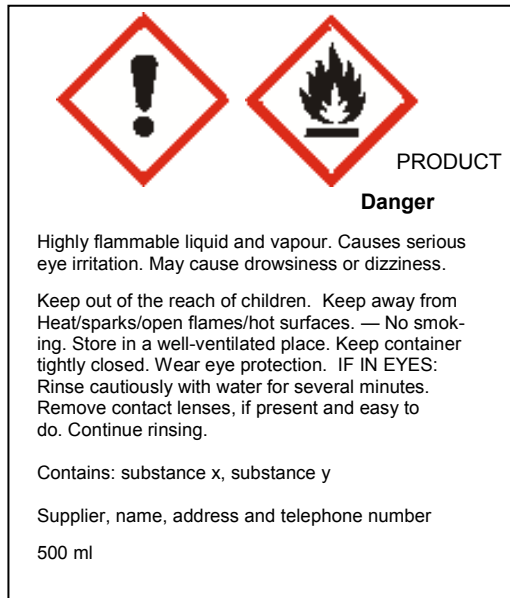 PRODUCT
Danger
Highly flammable liquid and vapour. Causes serious
eye irritation. May cause drowsiness or dizziness.
Keep out of the reach of children. Keep away from
Heat/sparks/open flames/hot surfaces. — No smok-
ing. Store in a well-ventilated place. Keep container
tightly closed. Wear eye protection. IF IN EYES:
Rinse cautiously with water for several minutes.
Remove contact lenses, if present and easy to
do. Continue rinsing.
Contains: substance x, substance y
Supplier, name, address and telephone number
500 ml